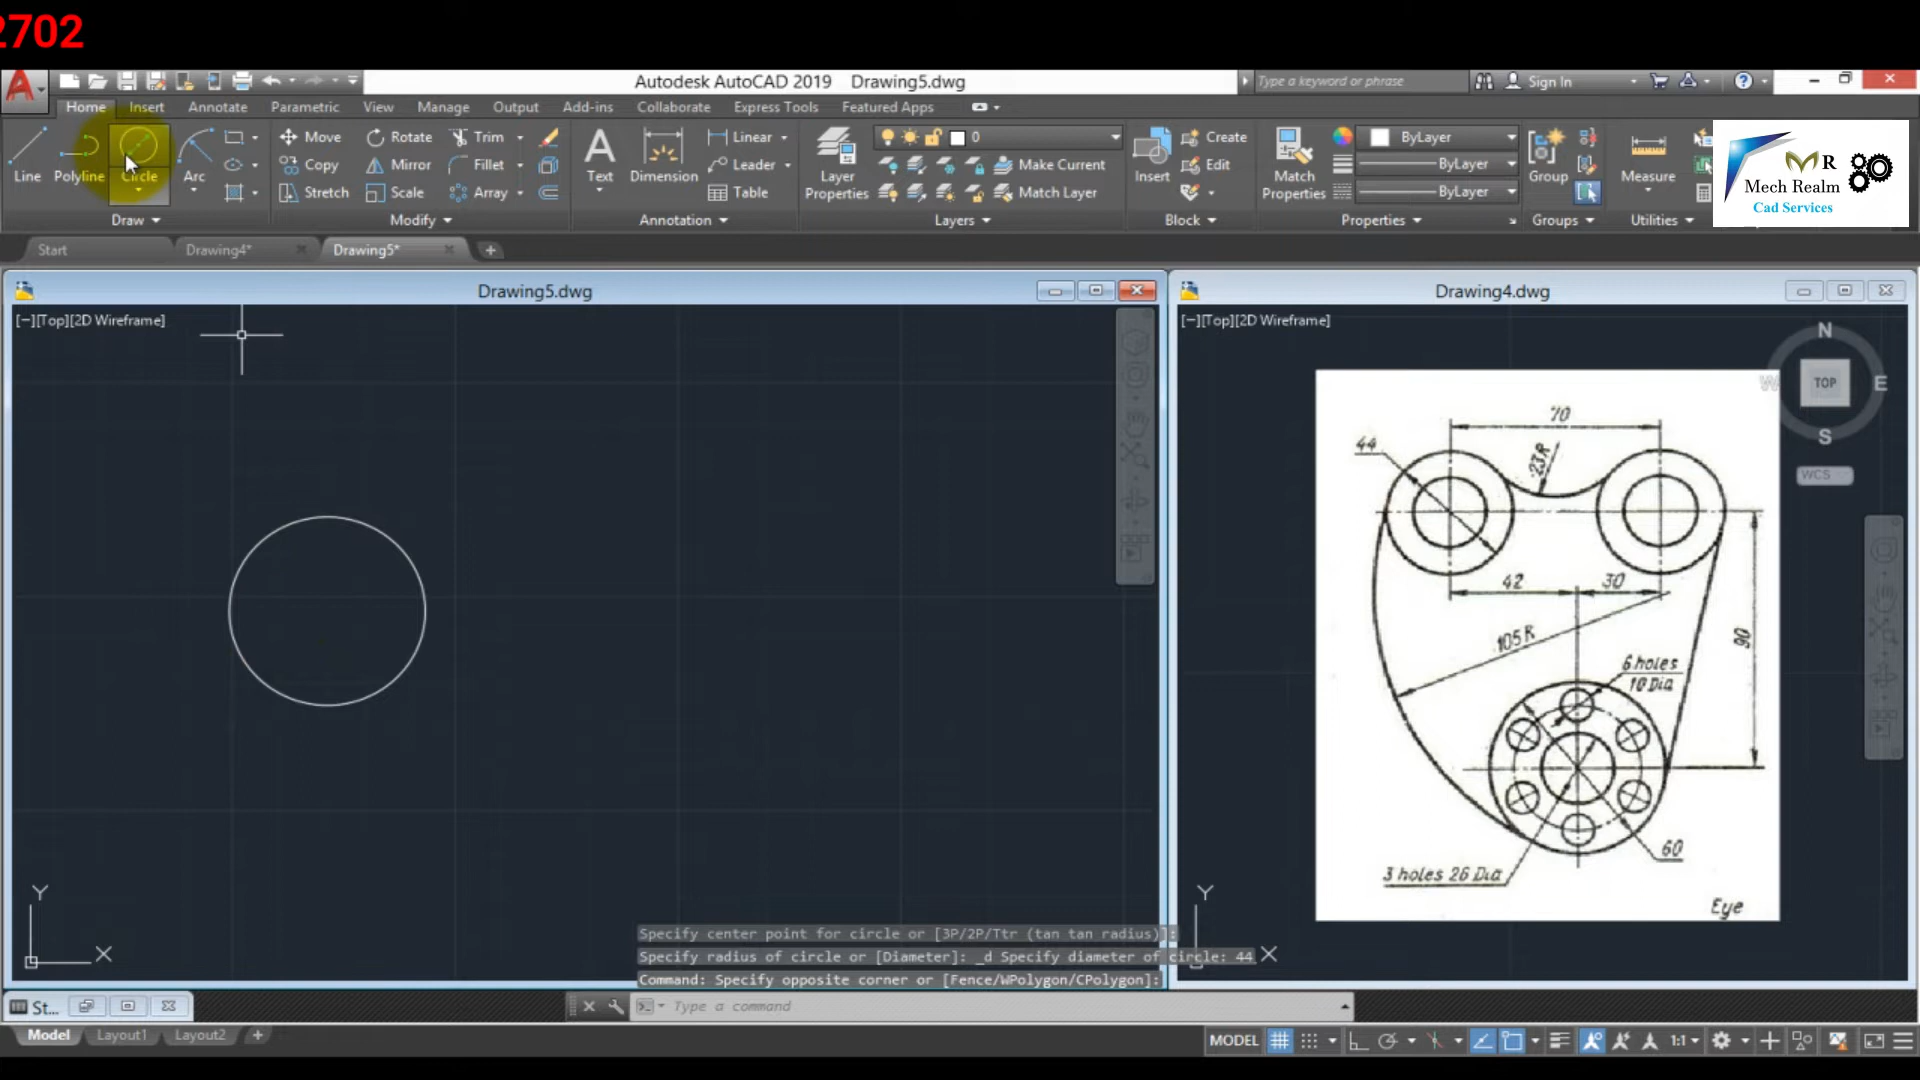 2702
Autodesk AutoCAD 2019 Drawing5.dwg
Type a keyword or phrase
Sign In
Home Insert Annotate Parametric View Manage Output Add-ins Collaborate Express Tools Featured Apps
Line Polyline Circle Arc
Move Rotate Trim
Copy Mirror Fillet
Stretch Scale Array
Text Dimension
Linear
Leader
Table
Layer Properties
0
Make Current
Match Layer
Insert
Create
Edit
Match Properties
ByLayer
ByLayer
ByLayer
Group
Measure
MR
Mech Realm
Cad Services
Draw Modify Annotation Layers Block Properties Groups Utilities
Start Drawing4* Drawing5*
Drawing5.dwg
[−][Top][2D Wireframe]
Y
X
Drawing4.dwg
[−][Top][2D Wireframe]
N
W TOP E
S
WCS
70
44
23R
42 30
105 R
90
6 holes
10 Dia
60
3 holes 26 Dia
Eye
Y
X
Specify center point for circle or [3P/2P/Ttr (tan tan radius)]:
Specify radius of circle or [Diameter]: _d Specify diameter of circle: 44
Command: Specify opposite corner or [Fence/WPolygon/CPolygon]:
Type a command
St...
Model Layout1 Layout2
MODEL
1:1